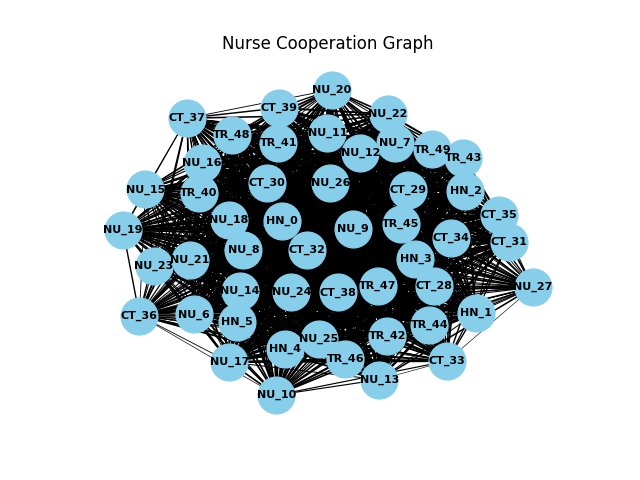 Nurse Cooperation Graph
NU_20
CT_39
NU_22
CT_37
NU_11
TR_48
TR_41
NU_7
TR_49
NU_12
TR_43
NU_16
CT_30
NU_26
NU_15
CT_29
HN_2
TR_40
CT_35
NU_18
HN_0
TR_45
NU_19
NU_9
CT_34
CT_31
NU_8
CT_32
HN_3
NU_21
NU_23
CT_28
NU_27
TR_47
NU_14
NU_24
CT_38
HN_1
NU_6
CT_36
HN_5
TR_44
TR_42
NU_25
HN_4
TR_46
NU_17
CT_33
NU_13
NU_10